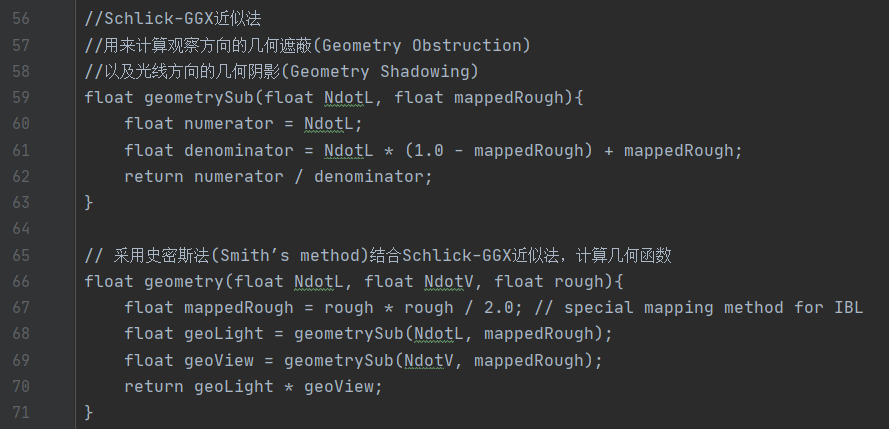 56 //Schlick-GGX近似法
57 //用来计算观察方向的几何遮蔽(Geometry Obstruction)
58 //以及光线方向的几何阴影(Geometry Shadowing)
59 float geometrySub(float NdotL, float mappedRough){
60     float numerator = NdotL;
61     float denominator = NdotL * (1.0 - mappedRough) + mappedRough;
62     return numerator / denominator;
63 }
64
65 // 采用史密斯法(Smith’s method)结合Schlick-GGX近似法，计算几何函数
66 float geometry(float NdotL, float NdotV, float rough){
67     float mappedRough = rough * rough / 2.0; // special mapping method for IBL
68     float geoLight = geometrySub(NdotL, mappedRough);
69     float geoView = geometrySub(NdotV, mappedRough);
70     return geoLight * geoView;
71 }